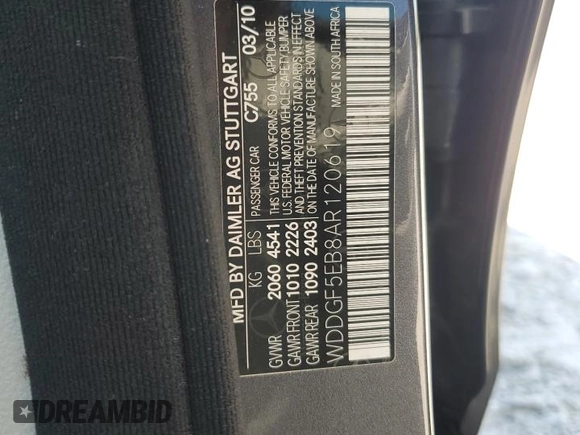 MFD BY DAIMLER AG STUTTGART
KG LBS PASSENGER CAR C755 03/10
GVWR 2060 4541 THIS VEHICLE CONFORMS TO ALL APPLICABLE
GAWR FRONT 1010 2226 U.S. FEDERAL MOTOR VEHICLE SAFETY, BUMPER
GAWR REAR 1090 2403 AND THEFT PREVENTION STANDARDS IN EFFECT
ON THE DATE OF MANUFACTURE SHOWN ABOVE
WDDGF5EB8AR120619 MADE IN SOUTH AFRICA
DREAMBID